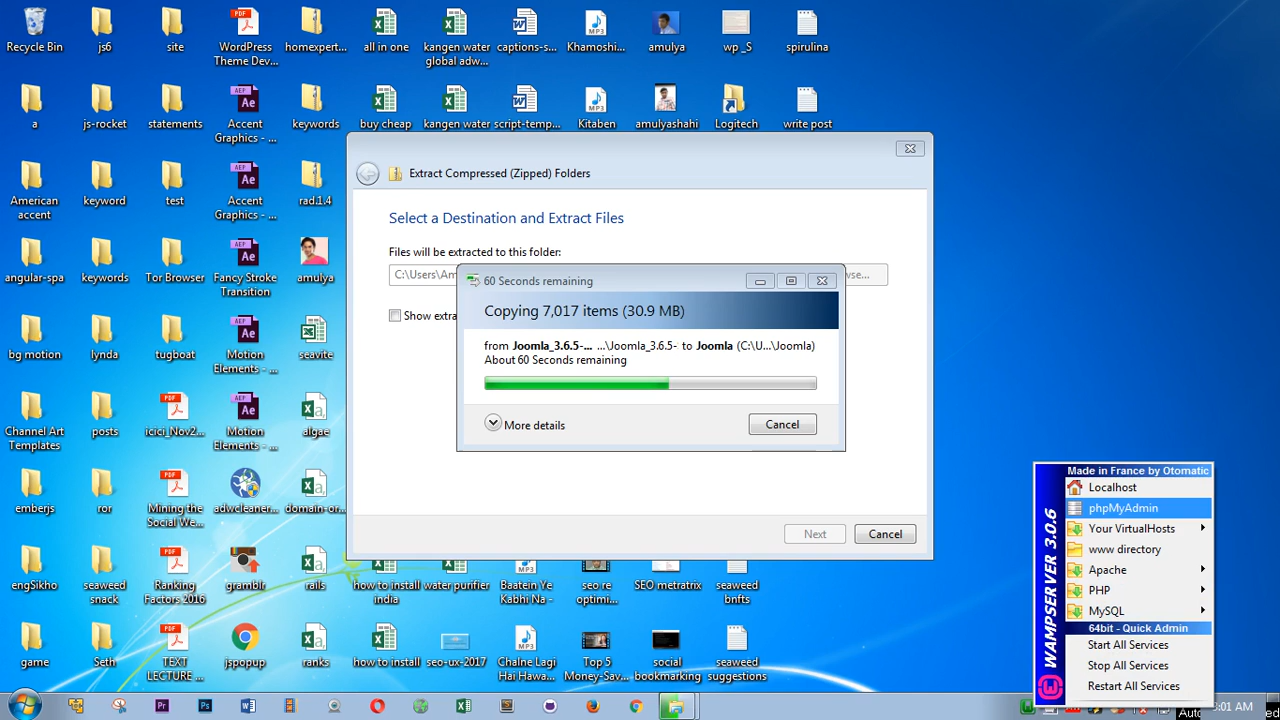 Recycle Bin
js6
site
WordPress
Theme Dev...
homexpert...
all in one
kangen water
global adw...
captions-s...
Khamoshi...
amulya
wp _S
spirulina
a
js-rocket
statements
Accent
Graphics - ...
keywords
buy cheap
kangen water
script-temp...
Kitaben
amulyashahi
Logitech
write post
American
accent
keyword
test
Accent
Graphics - ...
rad.1.4
angular-spa
keywords
Tor Browser
Fancy Stroke
Transition
amulya
bg motion
lynda
tugboat
Motion
Elements - ...
seavite
Channel Art
Templates
posts
icici_Nov2...
Motion
Elements - ...
algae
emberjs
ror
Mining the
Social We...
adwcleaner...
domain-or...
engSikho
seaweed
snack
Ranking
Factors 2016
gramblr
rails
how to install
india
water purifier
Baatein Ye
Kabhi Na - ...
seo re
optimi...
SEO metratrix
seaweed
bnfts
game
Seth
TEXT
LECTURE ...
jspopup
ranks
how to install
seo-ux-2017
Chalne Lagi
Hai Hawa...
Top 5
Money-Sav...
social
bookmarking
seaweed
suggestions
Extract Compressed (Zipped) Folders
Select a Destination and Extract Files
Files will be extracted to this folder:
C:\Users\Am
wse...
Show extra
Next
Cancel
60 Seconds remaining
Copying 7,017 items (30.9 MB)
from Joomla_3.6.5-... ...\Joomla_3.6.5- to Joomla (C:\U...\Joomla)
About 60 Seconds remaining
More details
Cancel
WAMPSERVER 3.0.6
Made in France by Otomatic
Localhost
phpMyAdmin
Your VirtualHosts
www directory
Apache
PHP
MySQL
64bit - Quick Admin
Start All Services
Stop All Services
Restart All Services
:01 AM